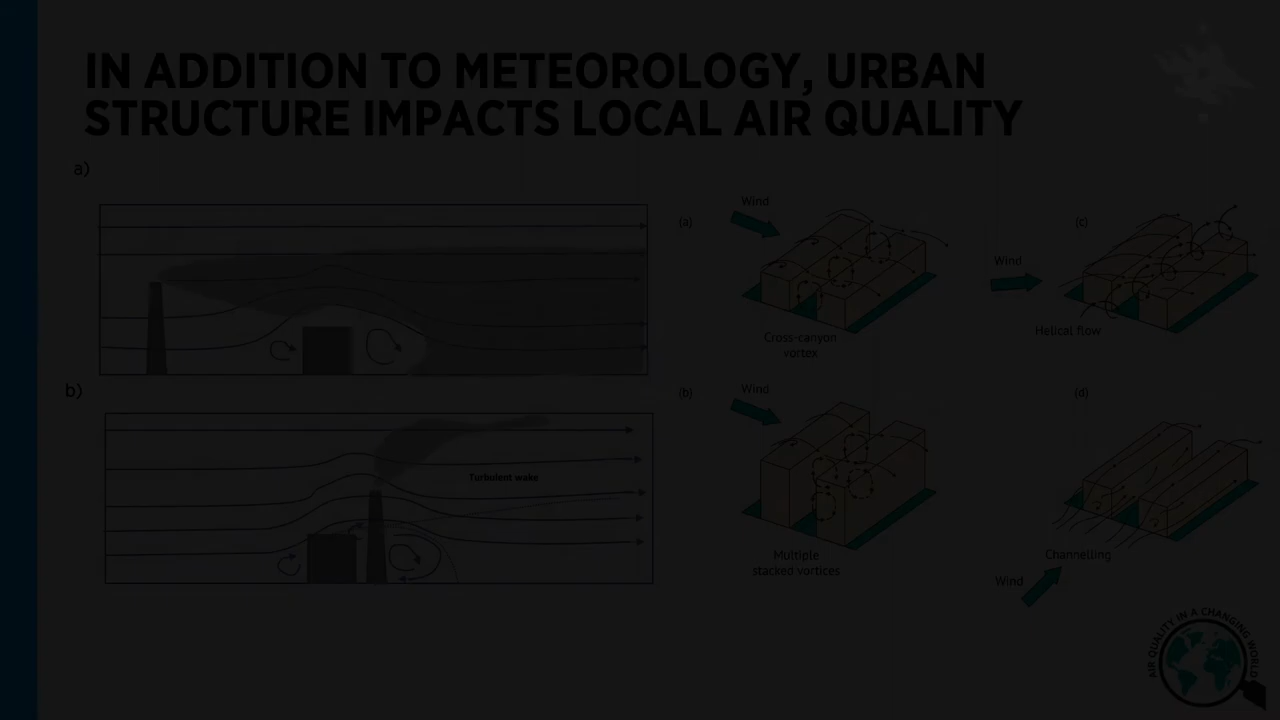 IN ADDITION TO METEOROLOGY, URBAN
STRUCTURE IMPACTS LOCAL AIR QUALITY
a)
b)
Turbulent wake
(a)
Wind
Cross-canyon
vortex
(c)
Wind
Helical flow
(b)
Wind
Multiple
stacked vortices
(d)
Channelling
Wind
AIR QUALITY IN A CHANGING WORLD